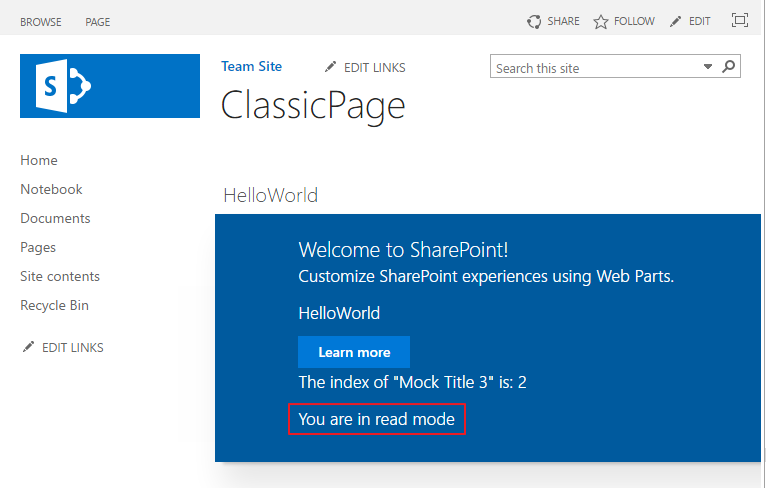 BROWSE PAGE SHARE FOLLOW EDIT
S
Team Site EDIT LINKS Search this site
ClassicPage
Home
Notebook
Documents
Pages
Site contents
Recycle Bin
EDIT LINKS
HelloWorld
Welcome to SharePoint!
Customize SharePoint experiences using Web Parts.
HelloWorld
Learn more
The index of "Mock Title 3" is: 2
You are in read mode